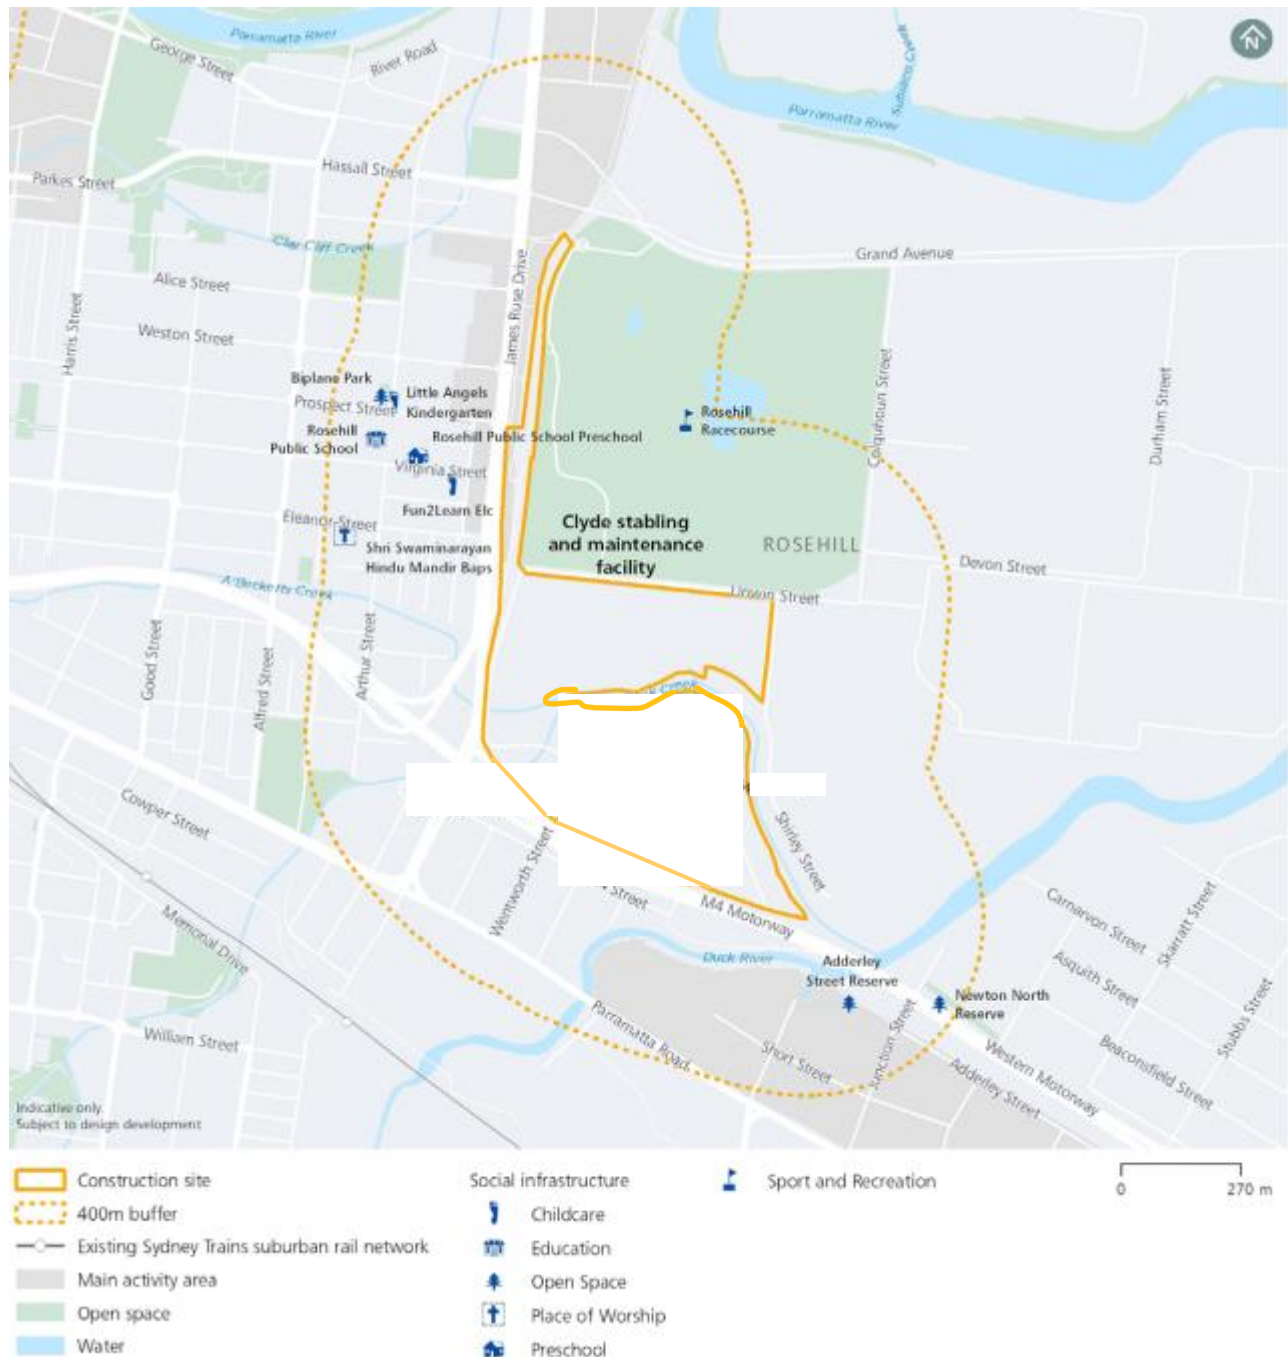 Parramatta River
George Street
River Road
N
Subiaco Creek
Parramatta River
Hassall Street
Parkes Street
Clay Cliff Creek
Grand Avenue
Alice Street
James Ruse Drive
Harris Street
Weston Street
Colquhoun Street
Durham Street
Biplane Park
Little Angels
Kindergarten
Prospect Street
Rosehill
Racecourse
Rosehill
Public School
Rosehill Public School Preschool
Virginia Street
Fun2Learn Elc
Eleanor Street
Clyde stabling
and maintenance
facility
ROSEHILL
Shri Swaminarayan
Hindu Mandir Baps
Devon Street
A'Becketts Creek
Unwin Street
Good Street
Alfred Street
Arthur Street
Creek
Cowper Street
Wentworth Street
Shirley Street
Street
M4 Motorway
Carnarvon Street
Skarratt Street
Memorial Drive
Duck River
Adderley
Street Reserve
Asquith Street
Newton North
Reserve
Stubbs Street
William Street
Parramatta Road
Short Street
Junction Street
Western Motorway
Adderley Street
Beaconsfield Street
Indicative only.
Subject to design development
Construction site
400m buffer
Existing Sydney Trains suburban rail network
Main activity area
Open space
Water
Social infrastructure
Childcare
Education
Open Space
Place of Worship
Preschool
Sport and Recreation
0 270 m